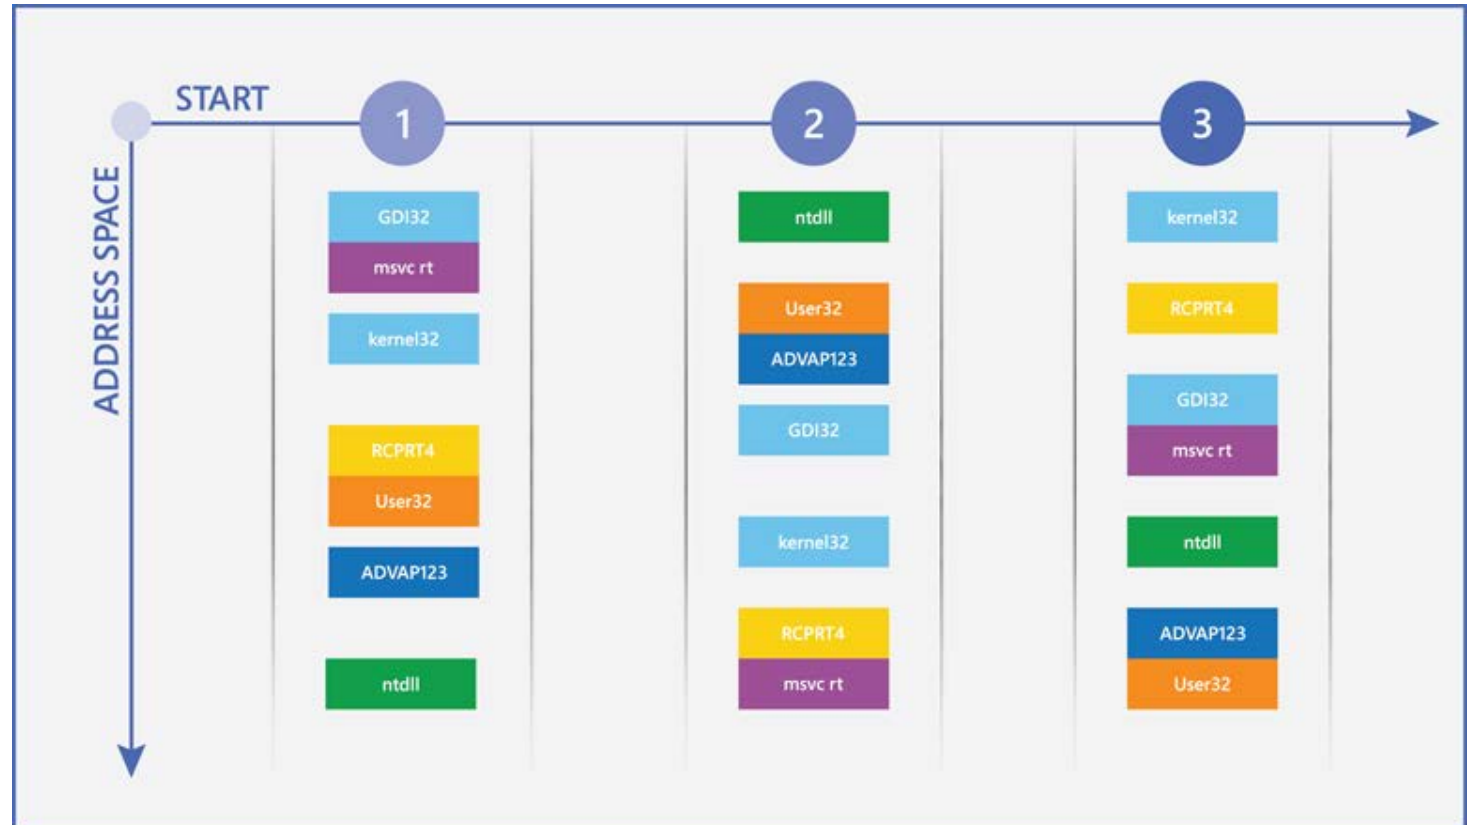 START
ADDRESS SPACE
1
GDI32
msvc rt
kernel32
RCPRT4
User32
ADVAP123
ntdll
2
ntdll
User32
ADVAP123
GDI32
kernel32
RCPRT4
msvc rt
3
kernel32
RCPRT4
GDI32
msvc rt
ntdll
ADVAP123
User32